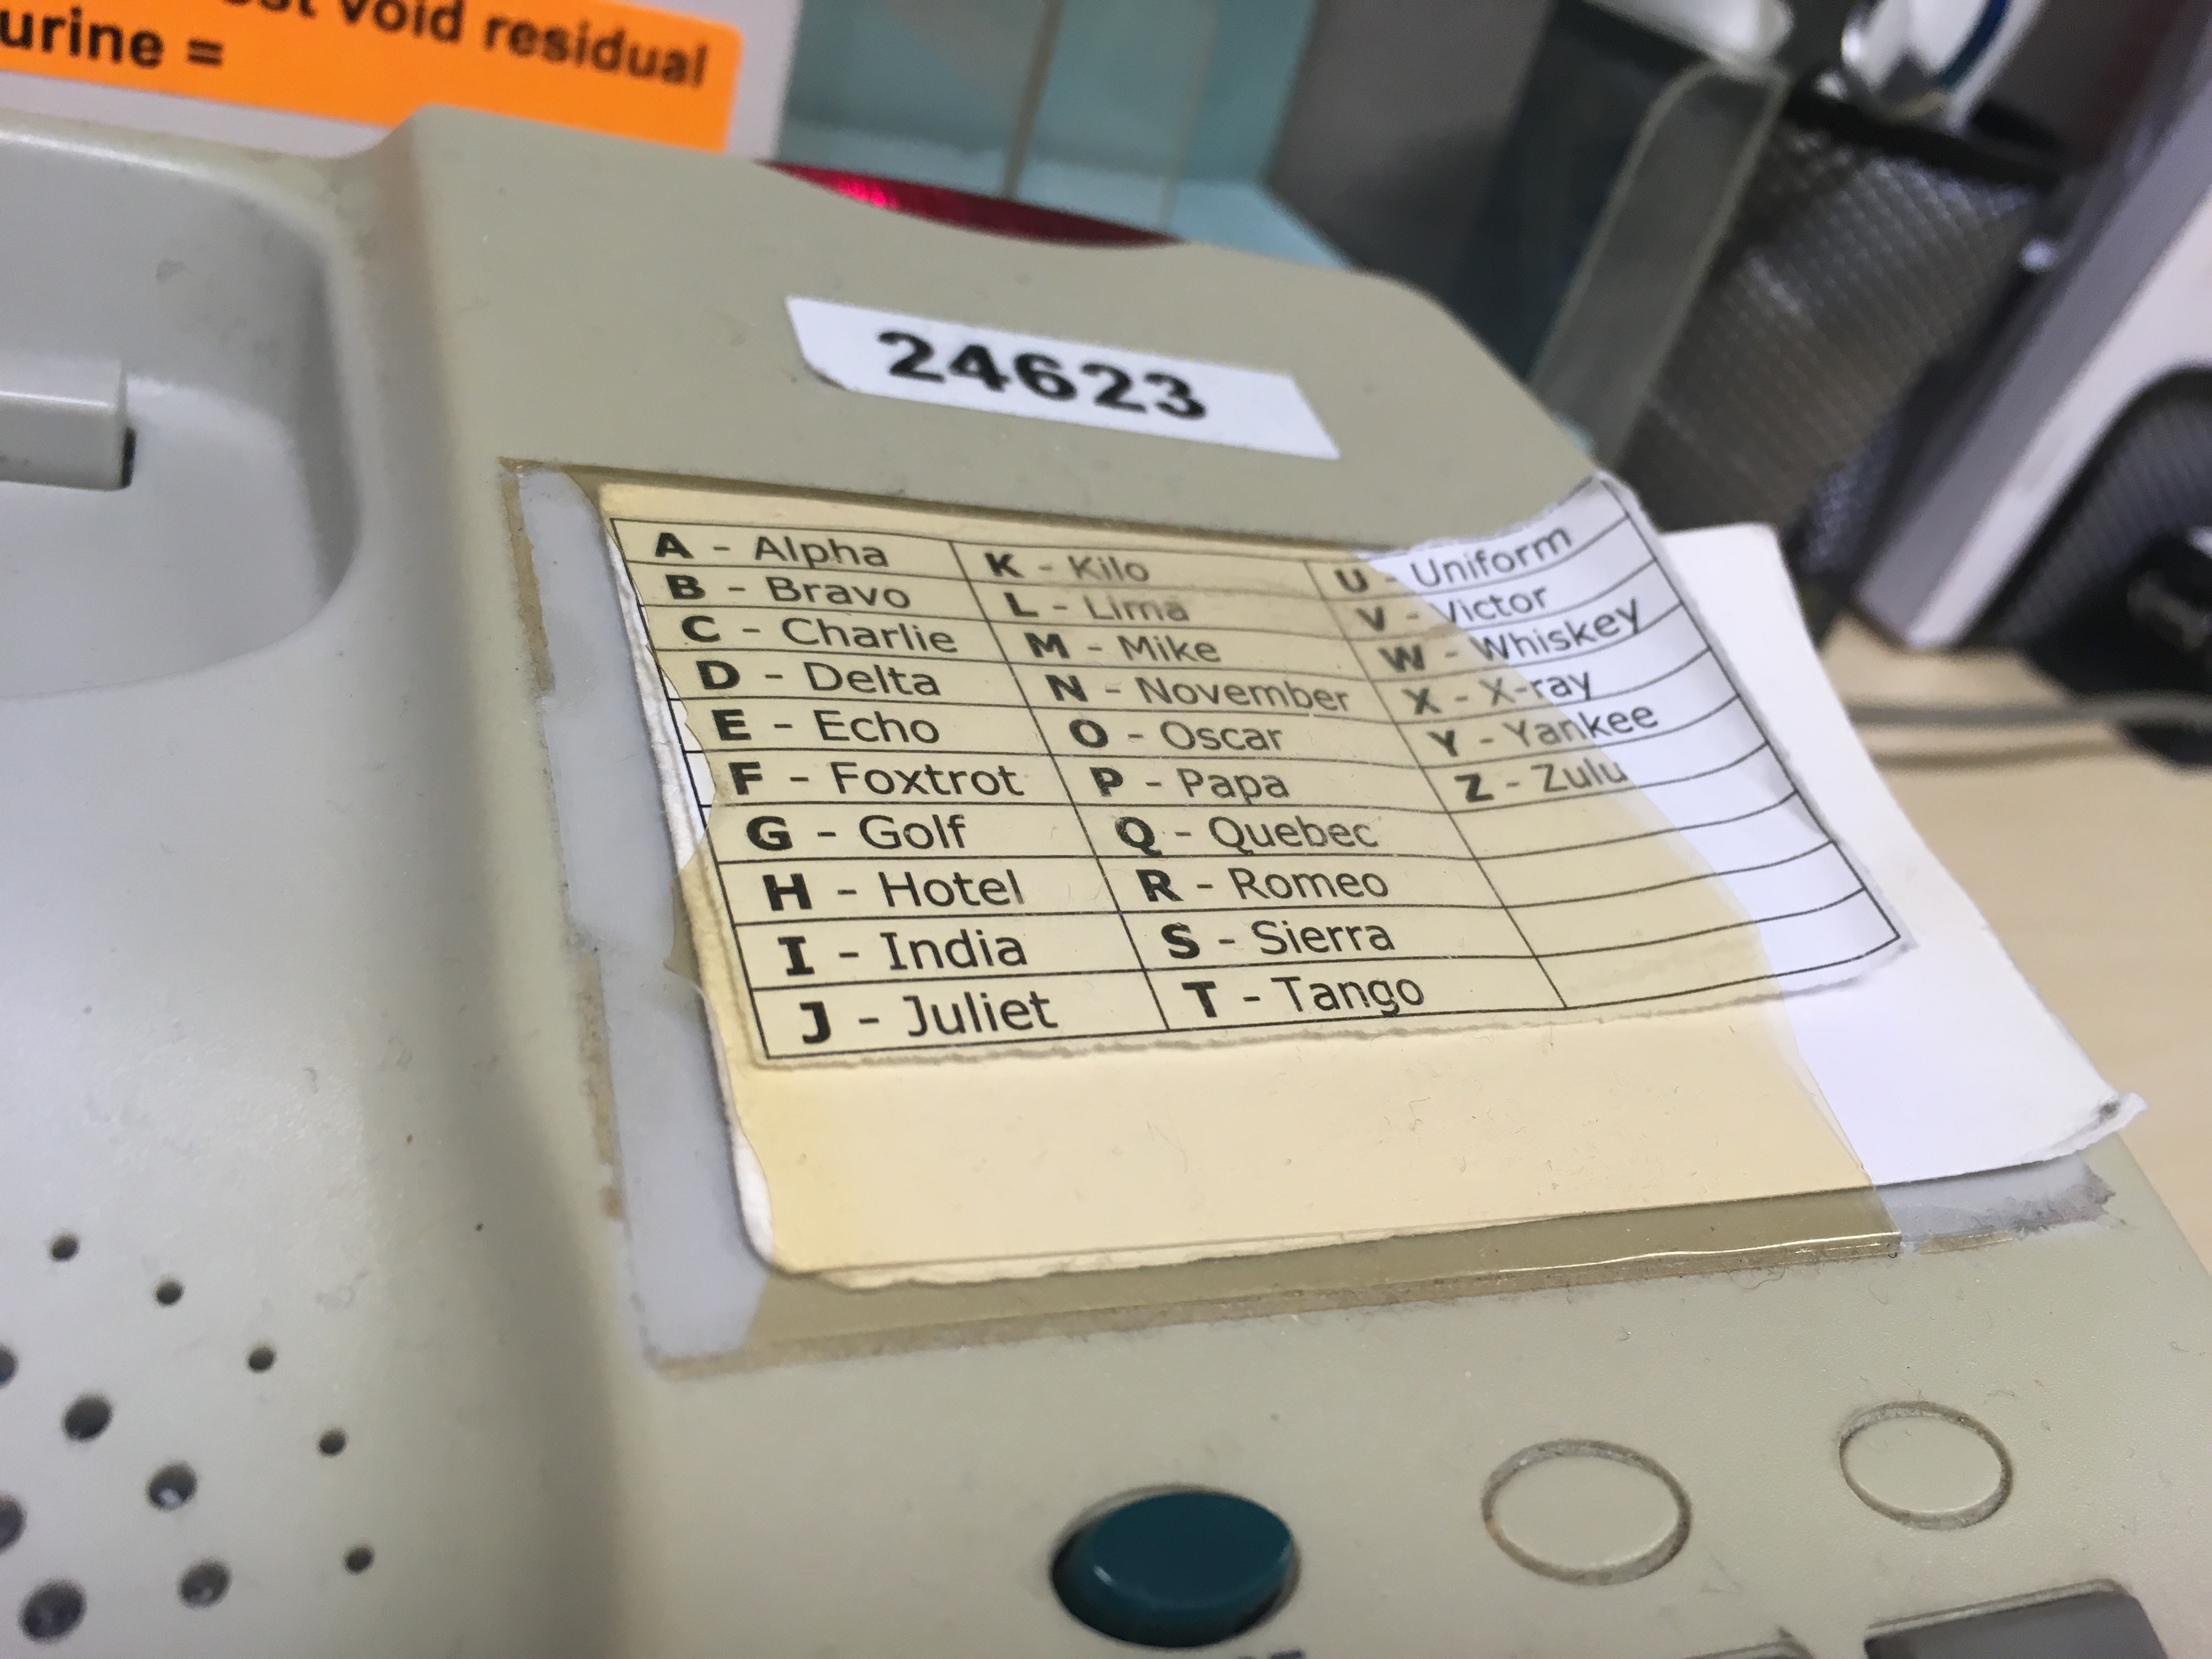 void residual
urine =
24623
A - Alpha
B - Bravo
C - Charlie
D - Delta
E - Echo
F - Foxtrot
G - Golf
H - Hotel
I - India
J - Juliet
K - Kilo
L - Lima
M - Mike
N - November
O - Oscar
P - Papa
Q - Quebec
R - Romeo
S - Sierra
T - Tango
U - Uniform
V - Victor
W - Whiskey
X - X-ray
Y - Yankee
Z - Zulu